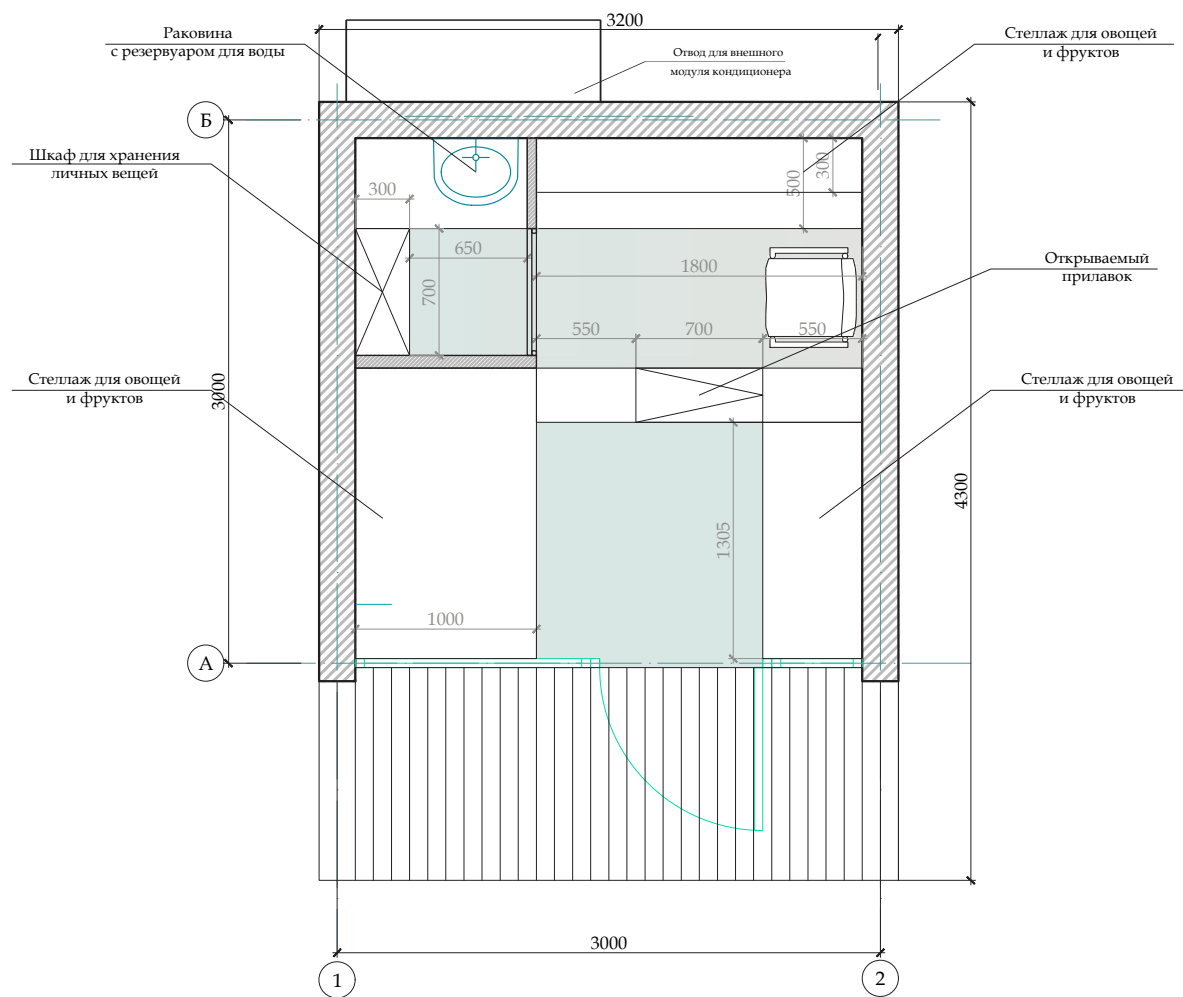 3200
Раковина
с резервуаром для воды
Отвод для внешного
модуля кондиционера
Стеллаж для овощей
и фруктов
Б
Шкаф для хранения
личных вещей
300
500
300
650
700
1800
Открываемый
прилавок
550
700
550
Стеллаж для овощей
и фруктов
3000
Стеллаж для овощей
и фруктов
4300
1305
1000
А
3000
1
2